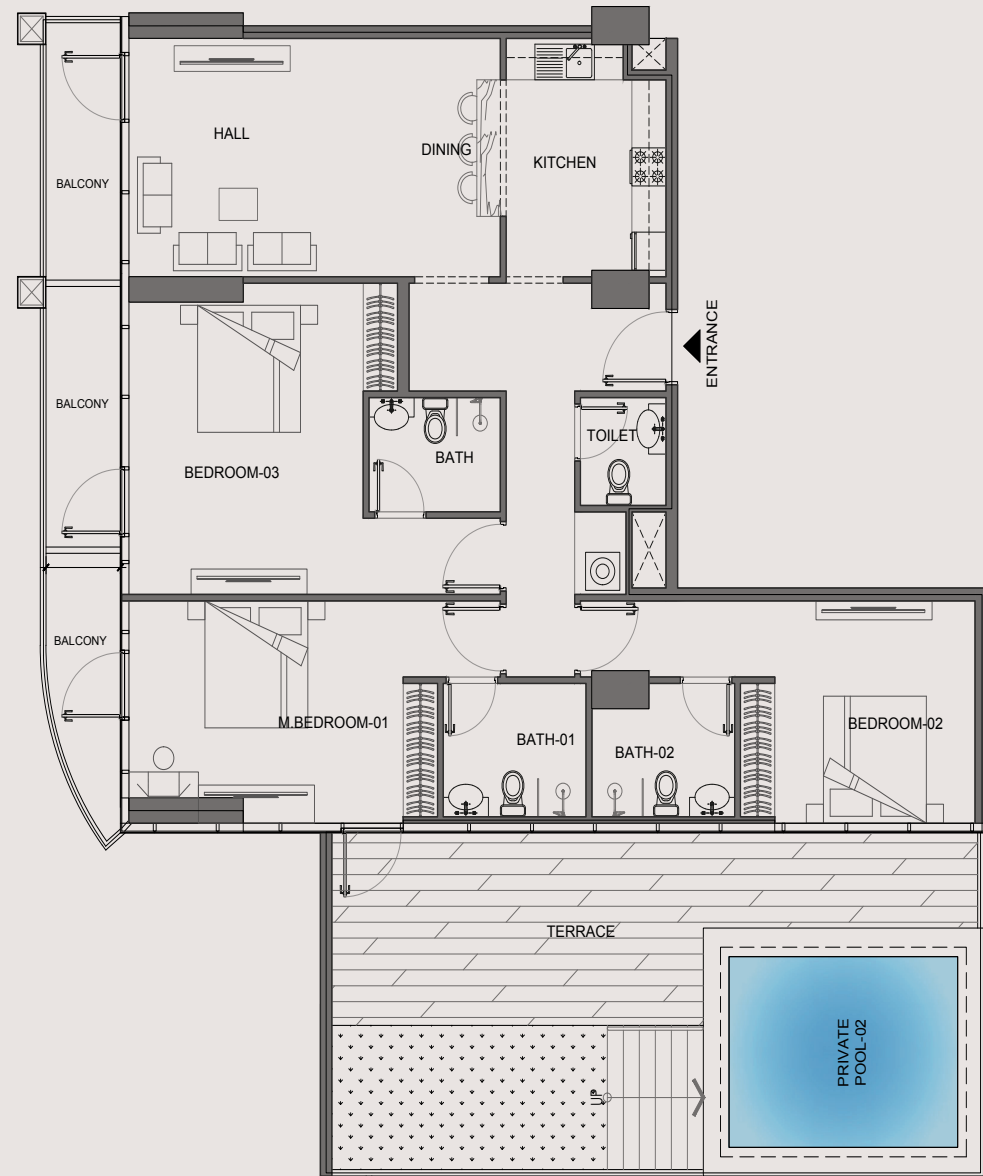 HALL
DINING
KITCHEN
BALCONY
ENTRANCE
BALCONY
TOILET
BATH
BEDROOM-03
BALCONY
M.BEDROOM-01
BATH-01
BATH-02
BEDROOM-02
TERRACE
PRIVATE
POOL-02
UP